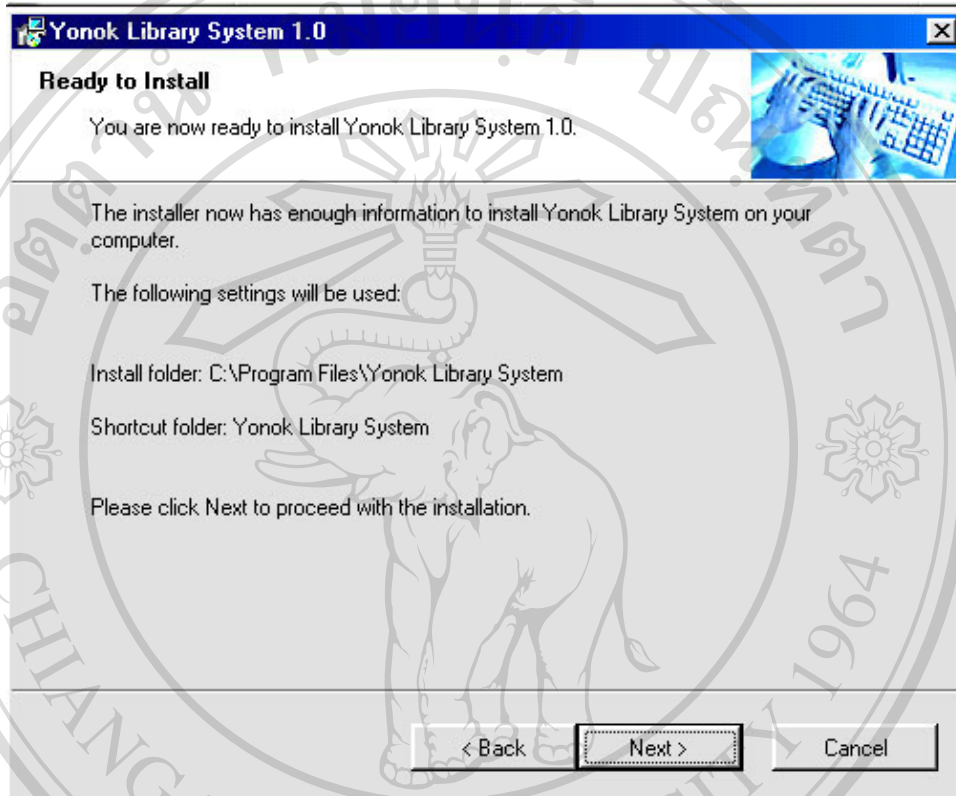 Yonok Library System 1.0
Ready to Install
You are now ready to install Yonok Library System 1.0.
The installer now has enough information to install Yonok Library System on your
computer.
The following settings will be used:
Install folder: C:\Program Files\Yonok Library System
Shortcut folder: Yonok Library System
Please click Next to proceed with the installation.
< Back
Next >
Cancel
1964